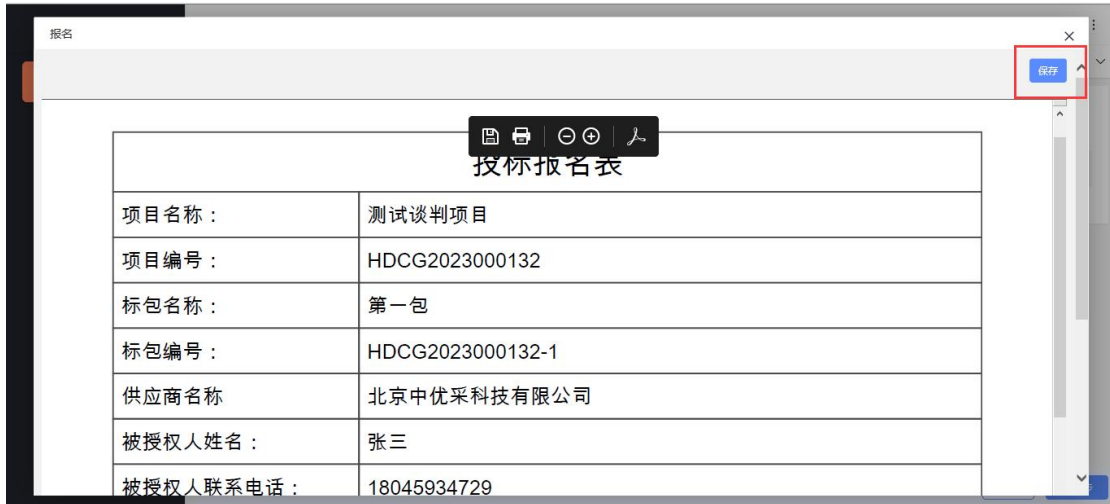 报名
保存
投标报名表
项目名称： 测试谈判项目
项目编号： HDCG2023000132
标包名称： 第一包
标包编号： HDCG2023000132-1
供应商名称 北京中优采科技有限公司
被授权人姓名： 张三
被授权人联系电话： 18045934729